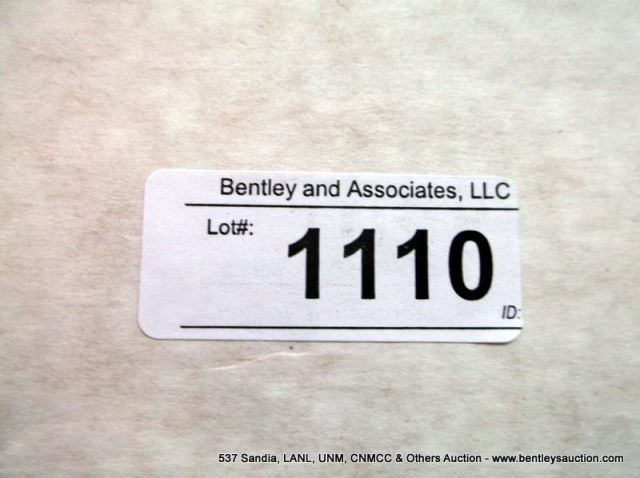 Bentley and Associates, LLC
Lot#:
1110
ID:
537 Sandia, LANL, UNM, CNMCC & Others Auction - www.bentleysauction.com